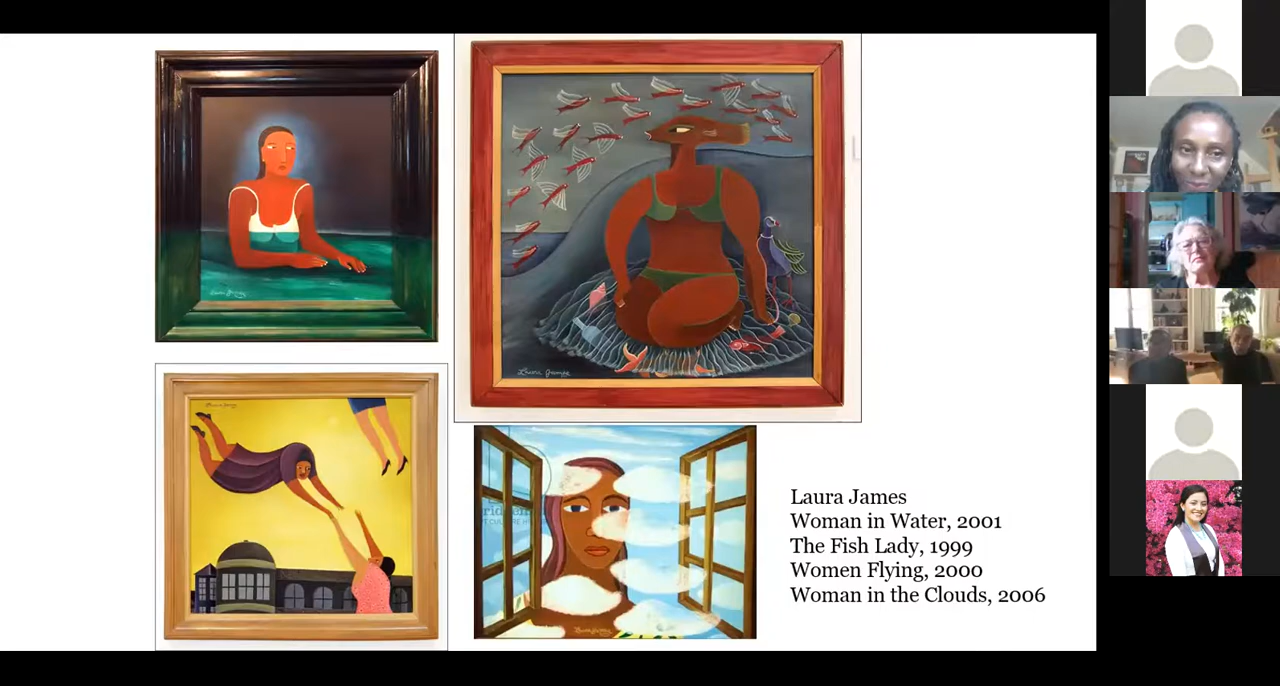 Laura James
Woman in Water, 2001
The Fish Lady, 1999
Women Flying, 2000
Woman in the Clouds, 2006